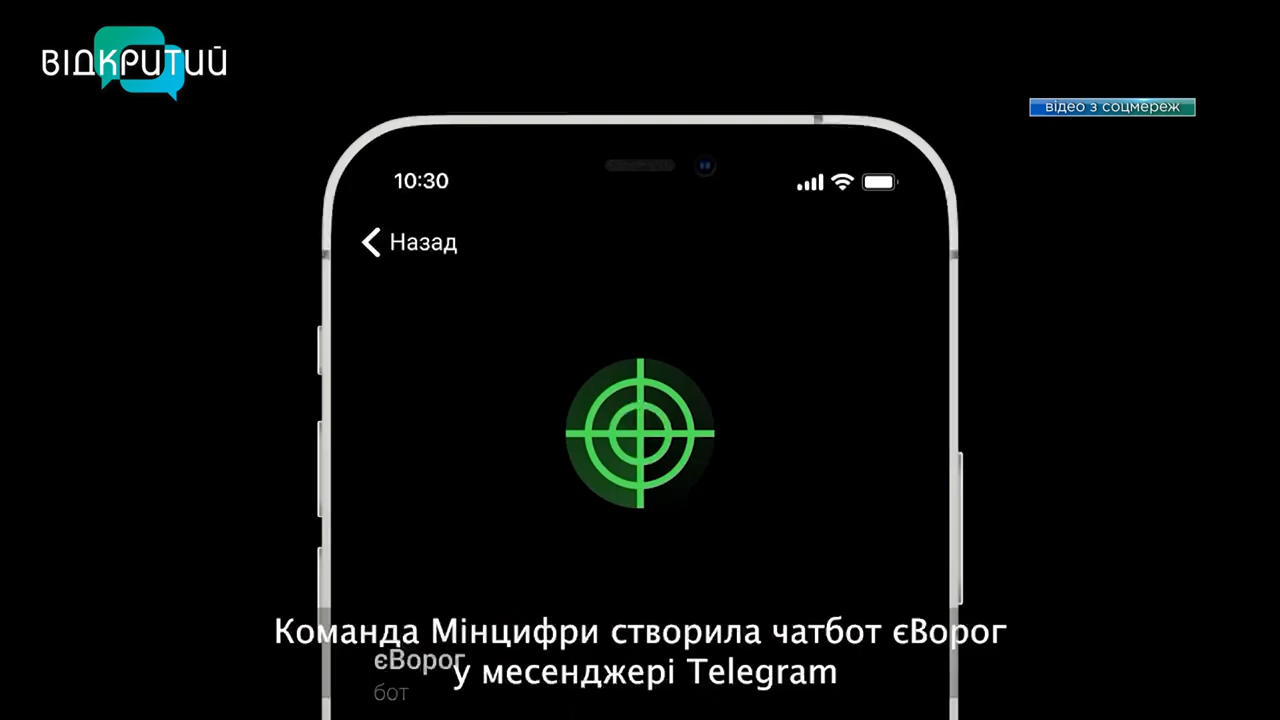 ВІДКРИТИЙ
відео з соцмереж
10:30
Назад
Команда Мінцифри створила чатбот єВорог
у месенджері Telegram
єВорог
бот